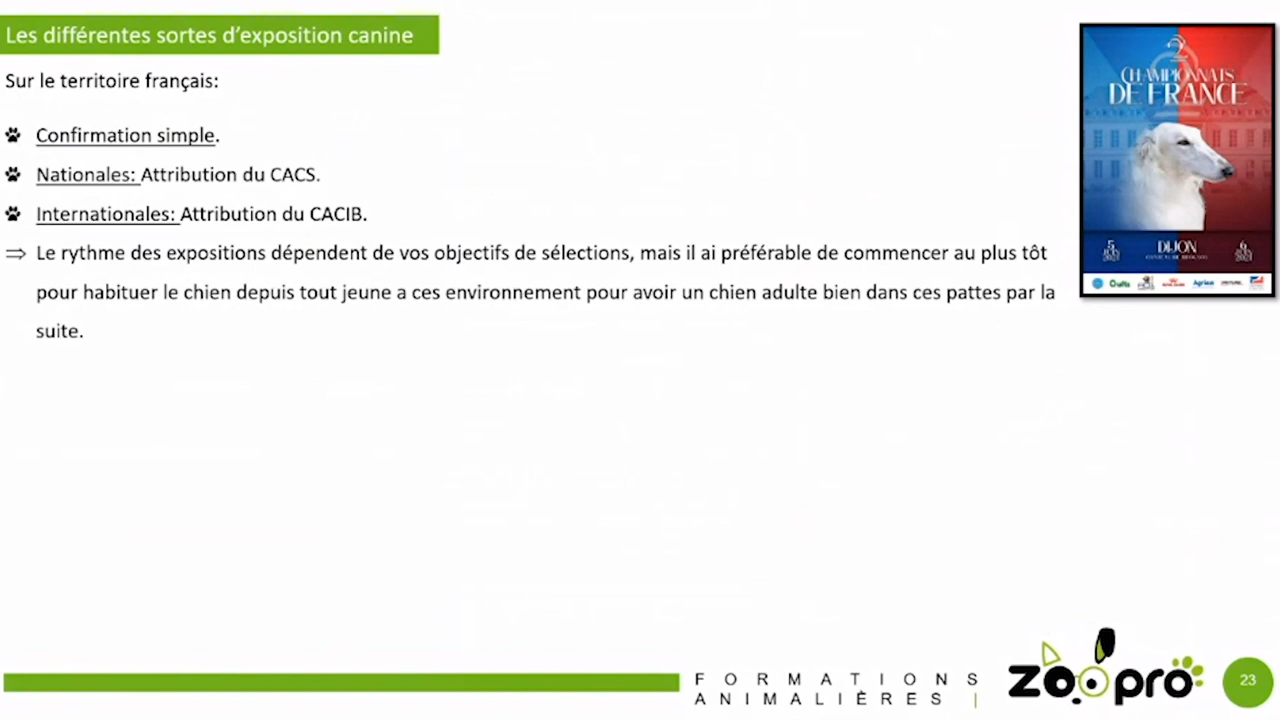 Les différentes sortes d'exposition canine
Sur le territoire français:
Confirmation simple.
Nationales: Attribution du CACS.
Internationales: Attribution du CACIB.
⇒ Le rythme des expositions dépendent de vos objectifs de sélections, mais il ai préférable de commencer au plus tôt
pour habituer le chien depuis tout jeune a ces environnement pour avoir un chien adulte bien dans ces pattes par la
suite.
2
CHAMPIONNATS
DE FRANCE
5
DIJON
6
FORMATIONS
ANIMALIÈRES |
zoopro
23